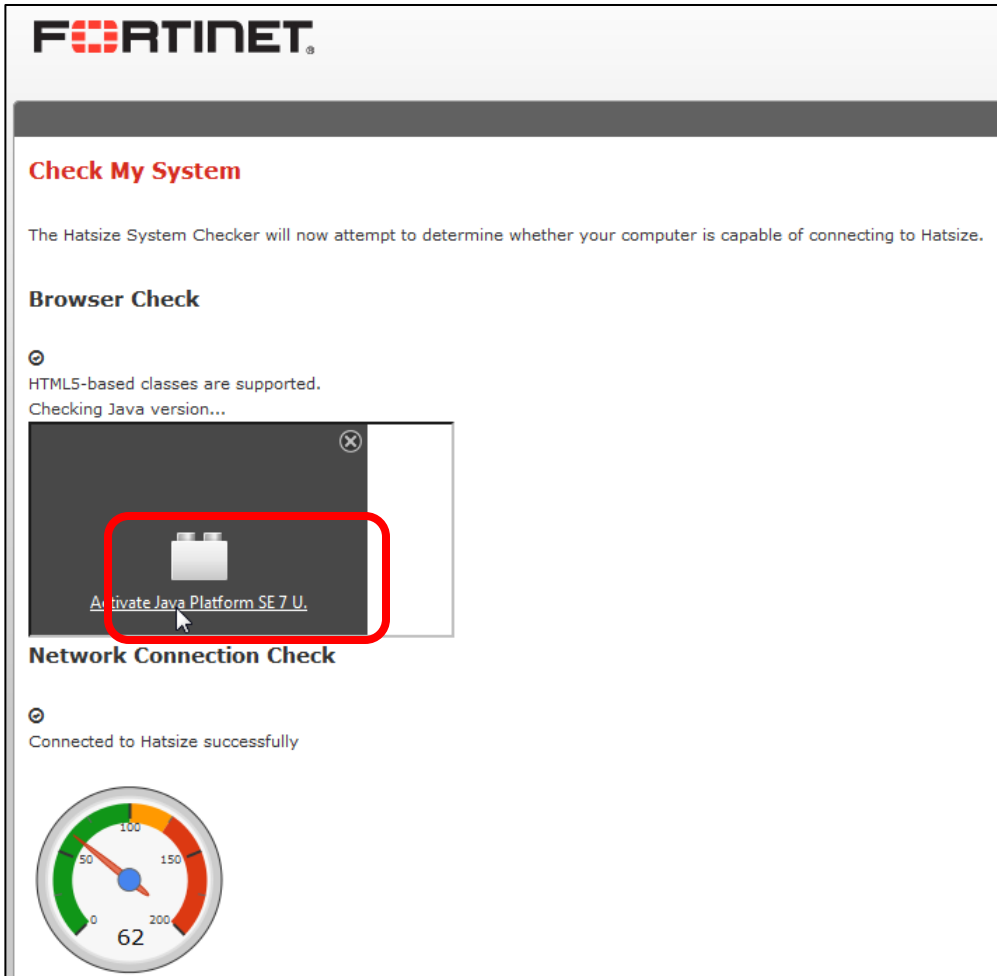 FORTINET®
Check My System
The Hatsize System Checker will now attempt to determine whether your computer is capable of connecting to Hatsize.
Browser Check
HTML5-based classes are supported.
Checking Java version...
Activate Java Platform SE 7 U.
Network Connection Check
Connected to Hatsize successfully
100
50
150
0
200
62